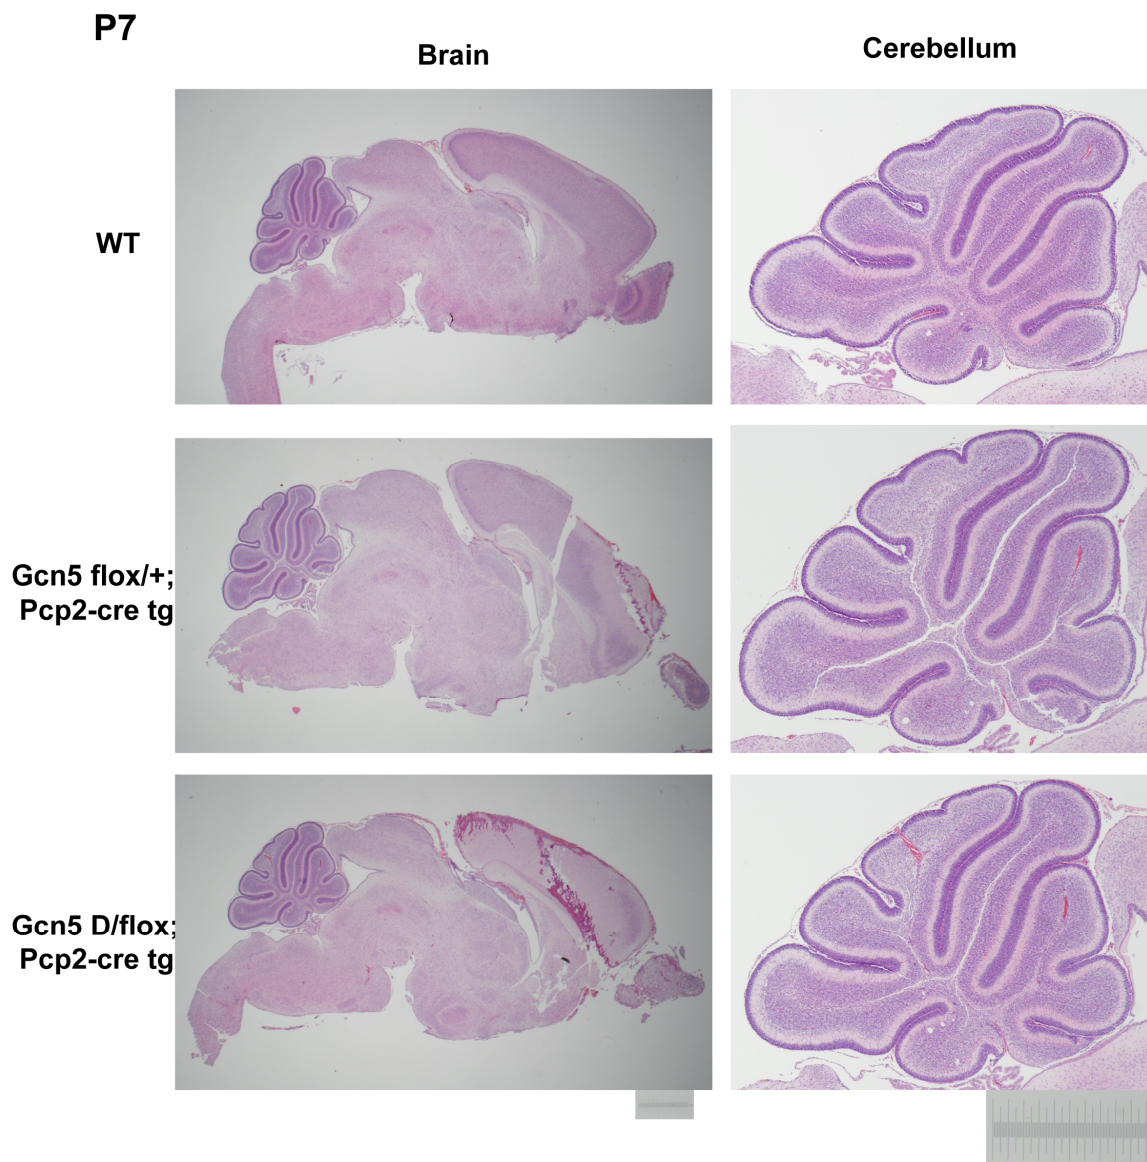 P7
Brain
Cerebellum
WT
Gcn5 flox/+;
Pcp2-cre tg
Gcn5 D/flox;
Pcp2-cre tg